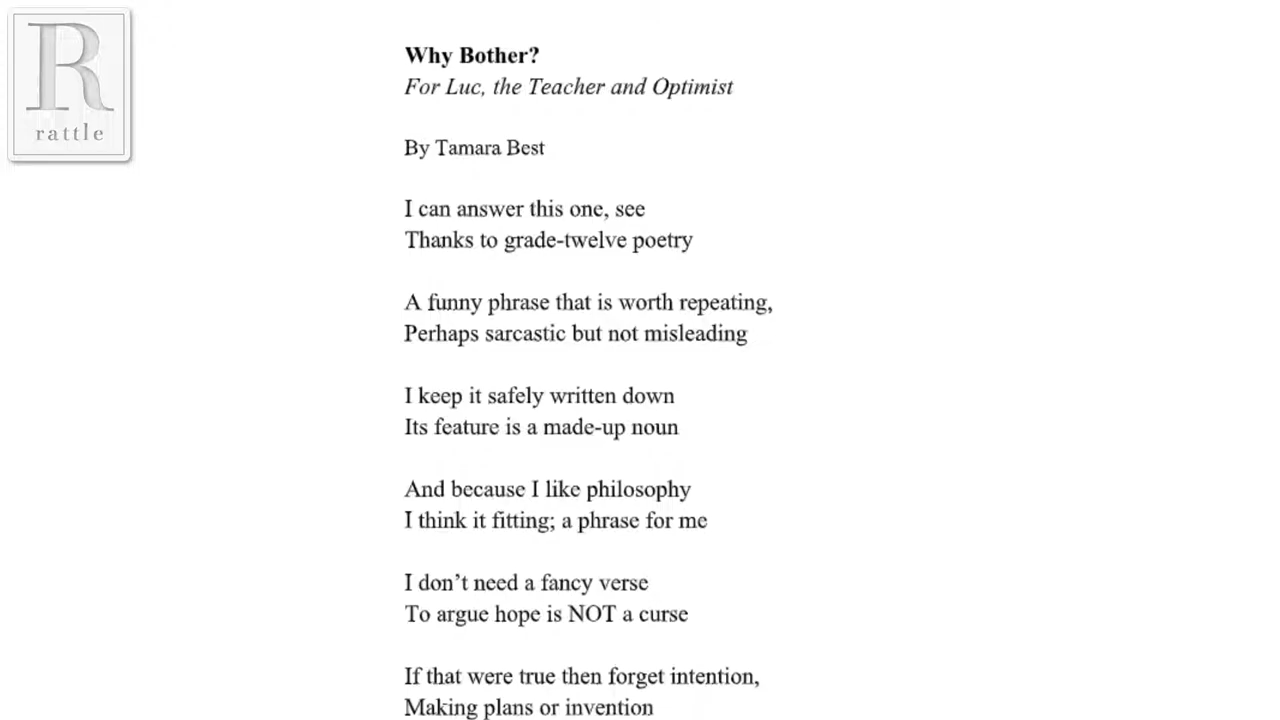 R
rattle
Why Bother?
For Luc, the Teacher and Optimist
By Tamara Best
I can answer this one, see
Thanks to grade-twelve poetry
A funny phrase that is worth repeating,
Perhaps sarcastic but not misleading
I keep it safely written down
Its feature is a made-up noun
And because I like philosophy
I think it fitting; a phrase for me
I don’t need a fancy verse
To argue hope is NOT a curse
If that were true then forget intention,
Making plans or invention